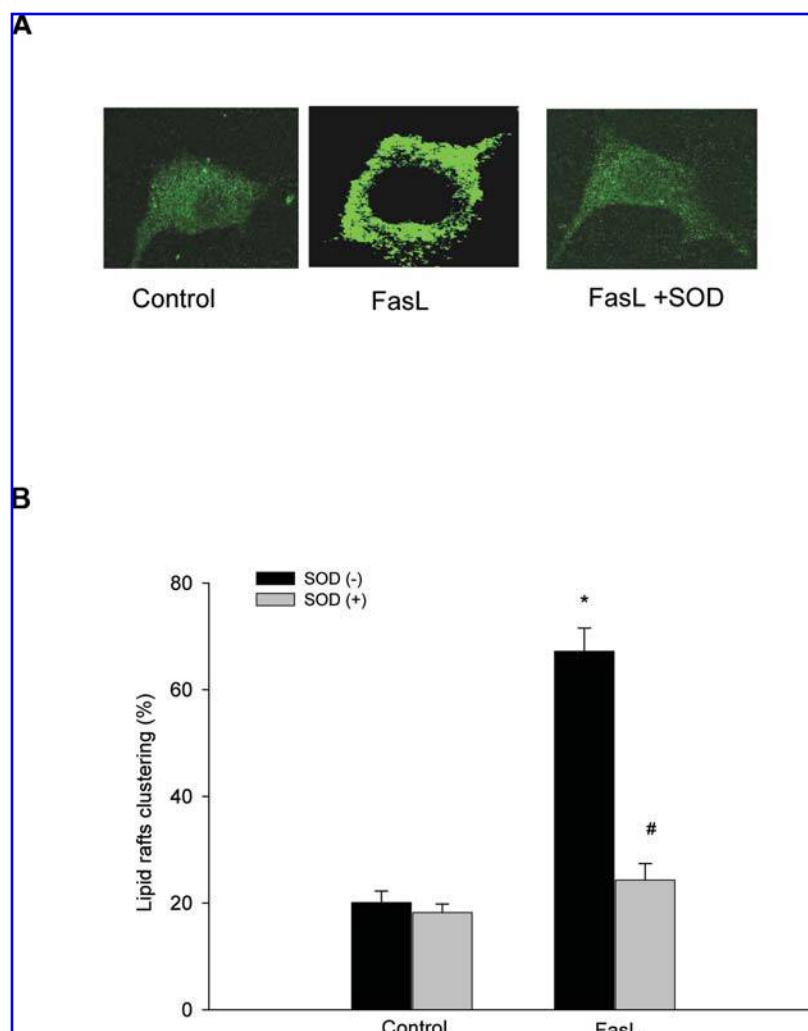 A
Control
FasL
FasL +SOD
B
SOD (-)
SOD (+)
80
60
40
20
0
Lipid rafts clustering (%)
*
#
Control
FasL